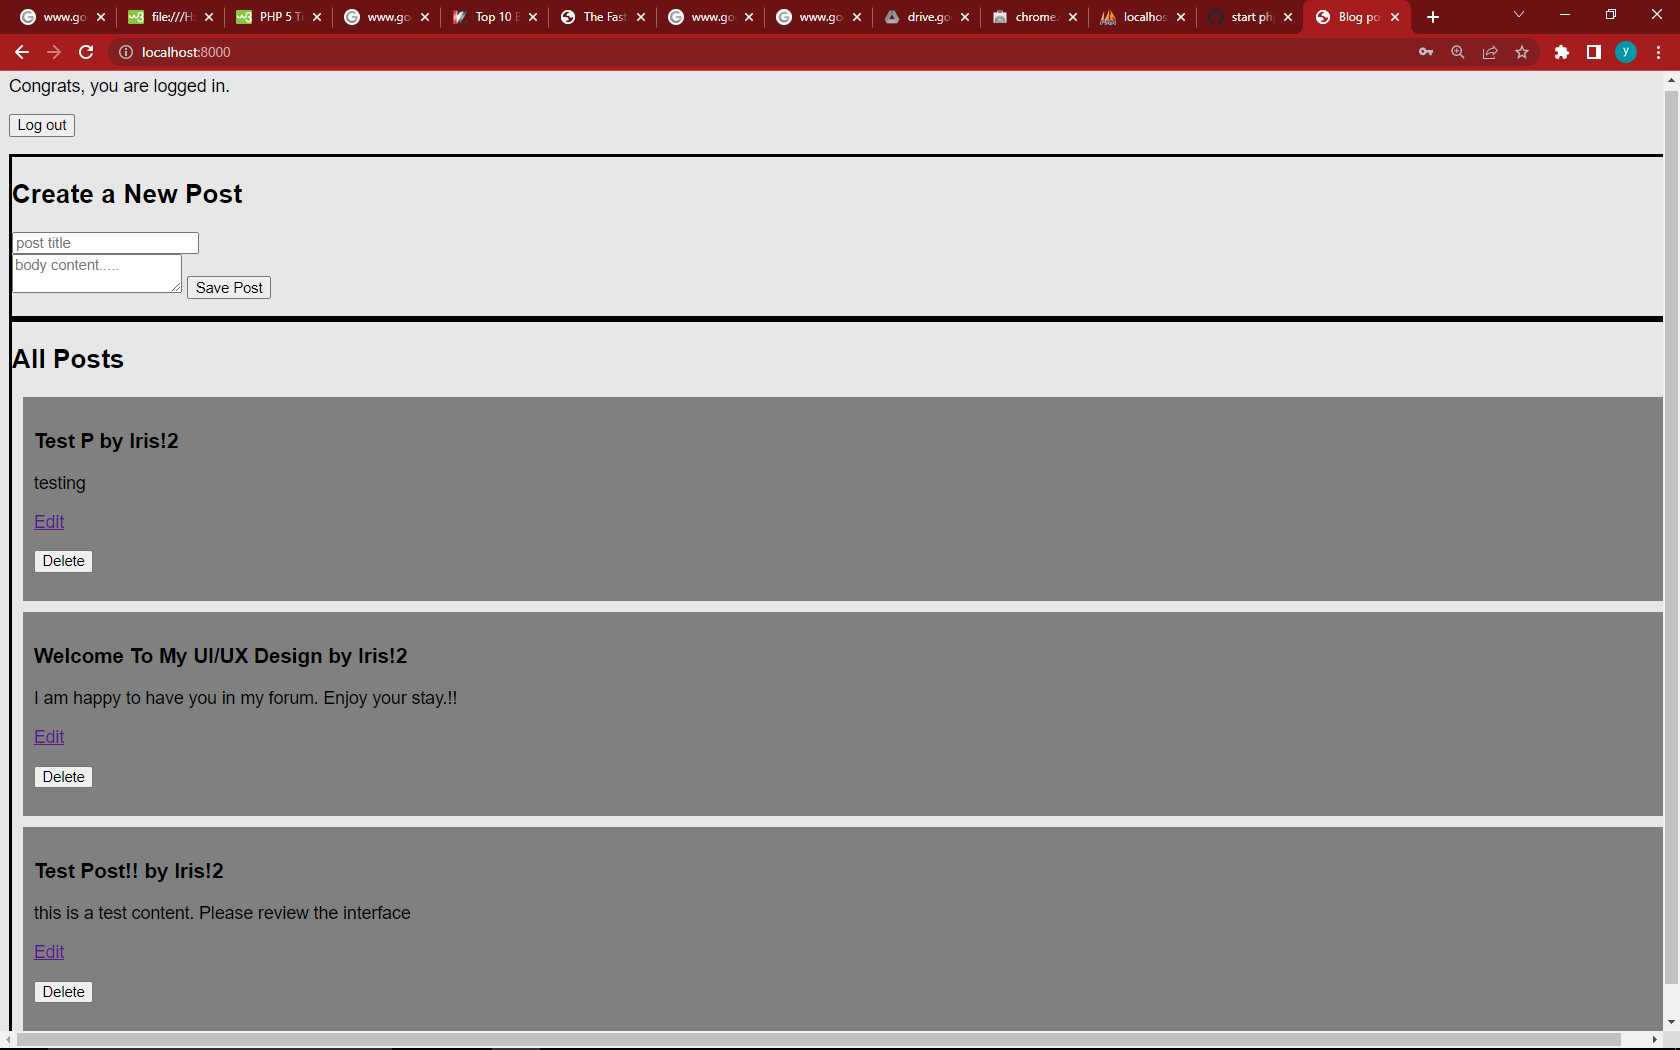 www.go file:///H: PHP 5 T www.go Top 10 The Fas www.go www.go drive.go chrome. localhos start ph Blog po
localhost:8000
y
Congrats, you are logged in.
Log out
Create a New Post
post title
body content.....
Save Post
All Posts
Test P by Iris!2
testing
Edit
Delete
Welcome To My UI/UX Design by Iris!2
I am happy to have you in my forum. Enjoy your stay.!!
Edit
Delete
Test Post!! by Iris!2
this is a test content. Please review the interface
Edit
Delete